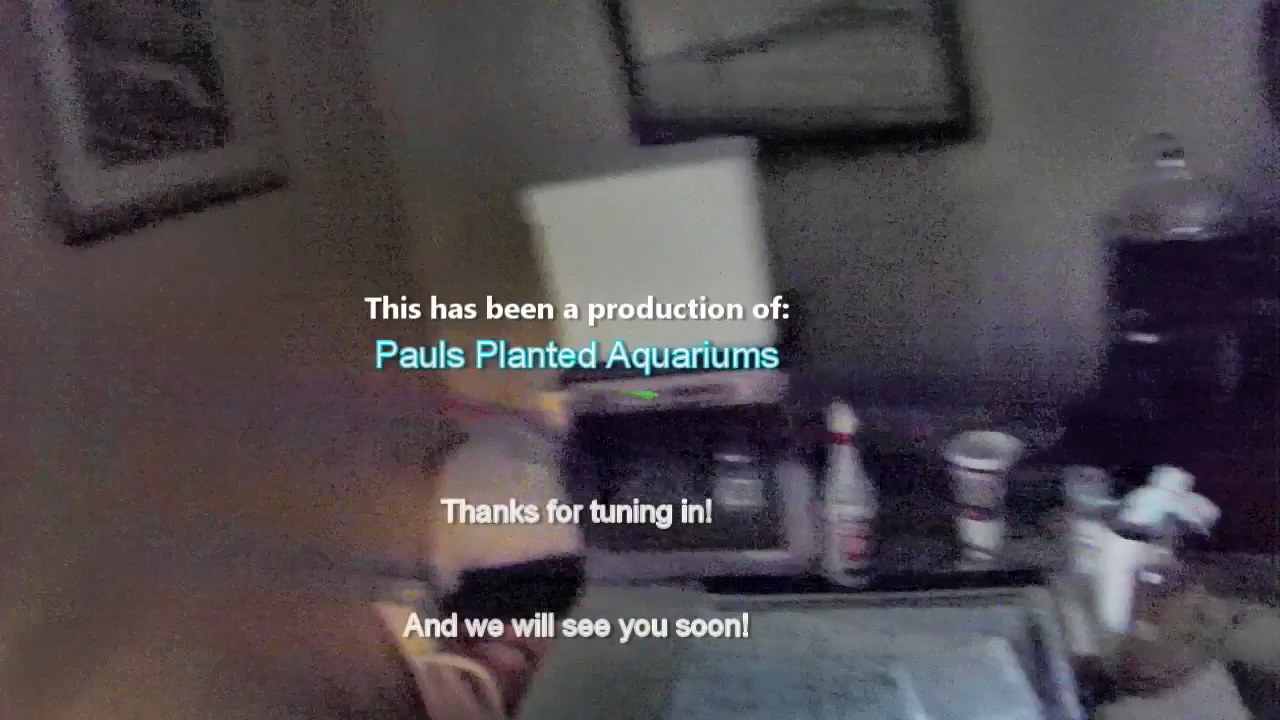 This has been a production of:
Pauls Planted Aquariums
Thanks for tuning in!
And we will see you soon!